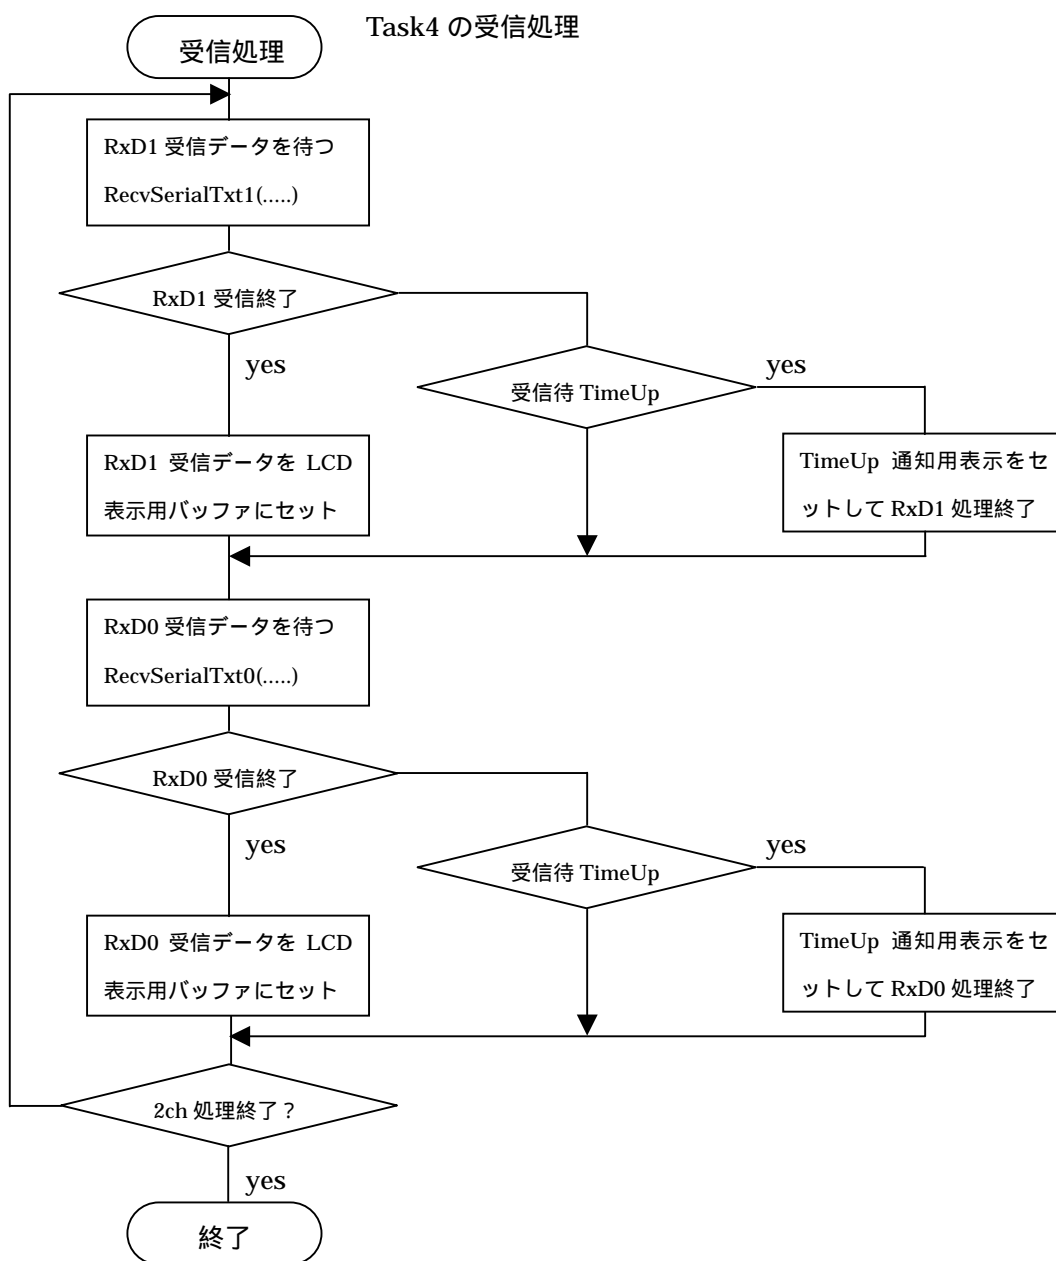 Task4 の受信処理
受信処理
RxD1 受信データを待つ
RecvSerialTxt1(.....)
RxD1 受信終了
yes
受信待 TimeUp
yes
RxD1 受信データを LCD
表示用バッファにセット
TimeUp 通知用表示をセ
ットして RxD1 処理終了
RxD0 受信データを待つ
RecvSerialTxt0(.....)
RxD0 受信終了
yes
受信待 TimeUp
yes
RxD0 受信データを LCD
表示用バッファにセット
TimeUp 通知用表示をセ
ットして RxD0 処理終了
2ch 処理終了？
yes
終了